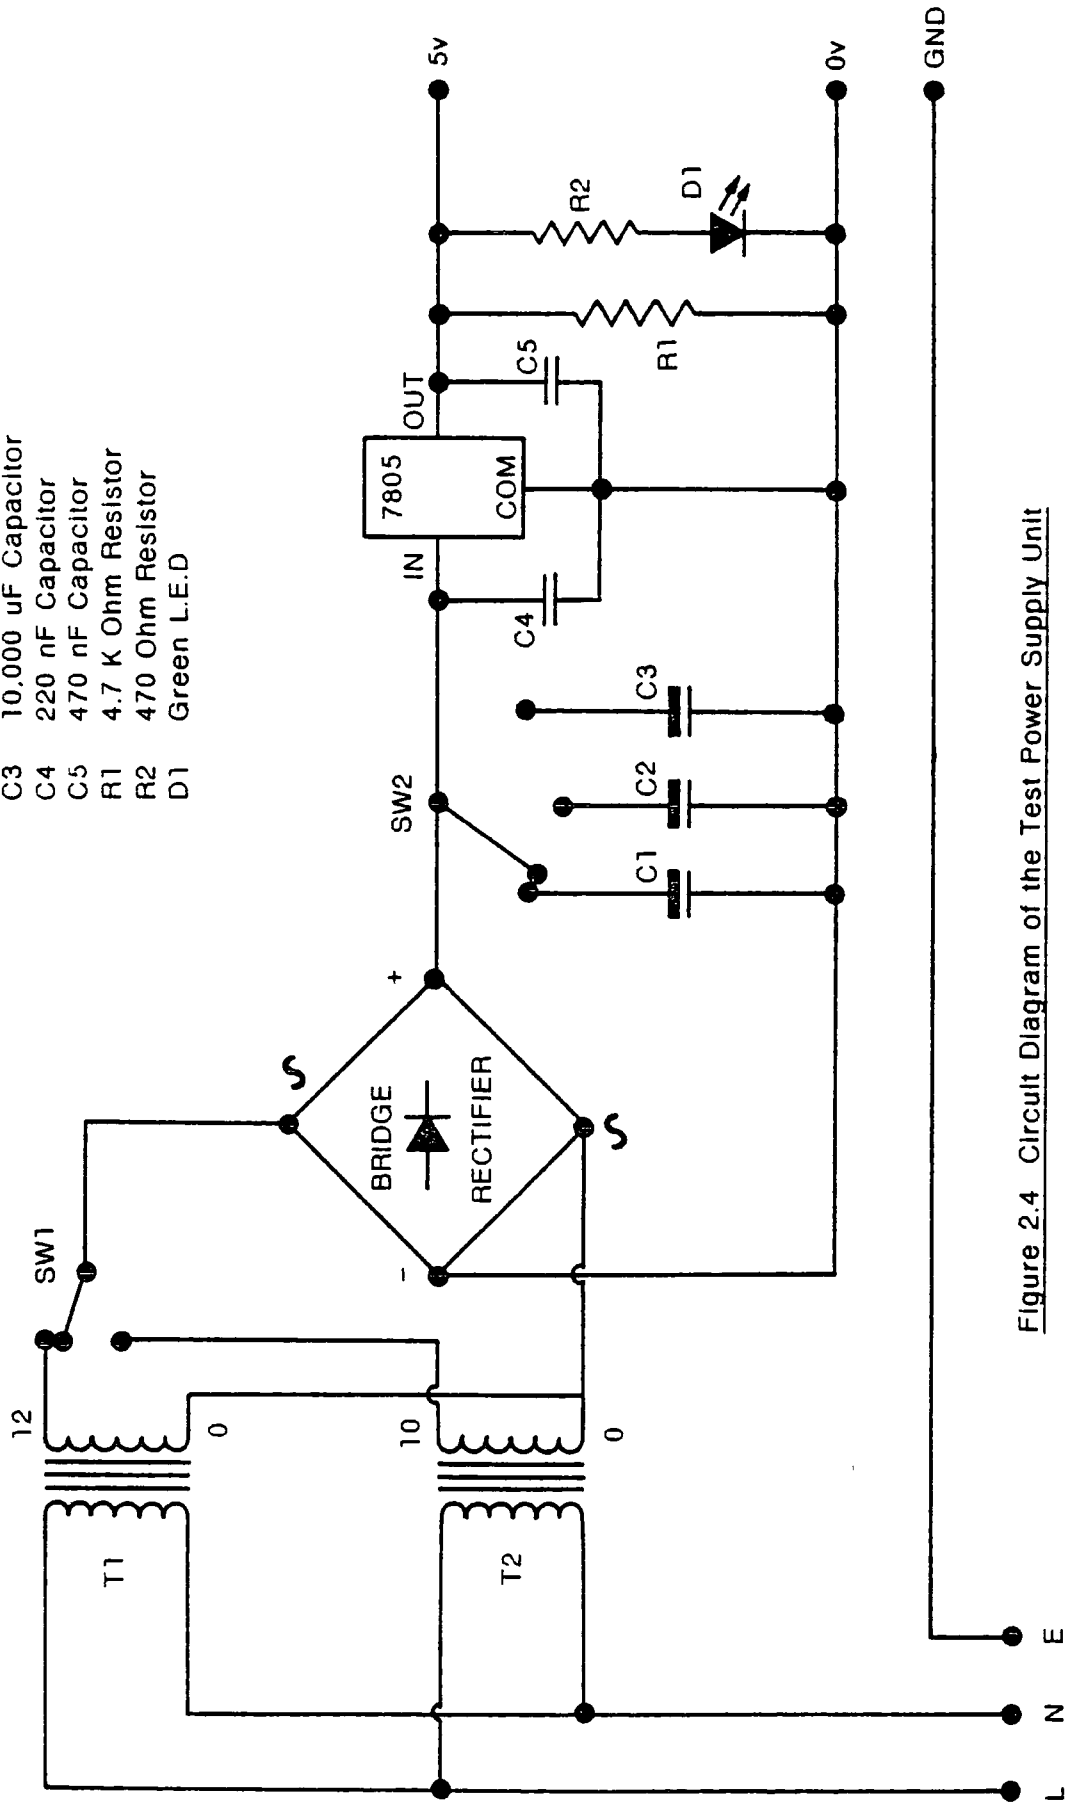 C3 10,000 uF Capacitor
C4 220 nF Capacitor
C5 470 nF Capacitor
R1 4.7 K Ohm Resistor
R2 470 Ohm Resistor
D1 Green L.E.D
12
SW1
0
T1
10
0
T2
S
BRIDGE
RECTIFIER
S
+
-
SW2
C1
C2
C3
C4
IN
7805
COM
OUT
C5
R1
R2
D1
5v
0v
GND
L
N
E
Figure 2.4 Circuit Diagram of the Test Power Supply Unit